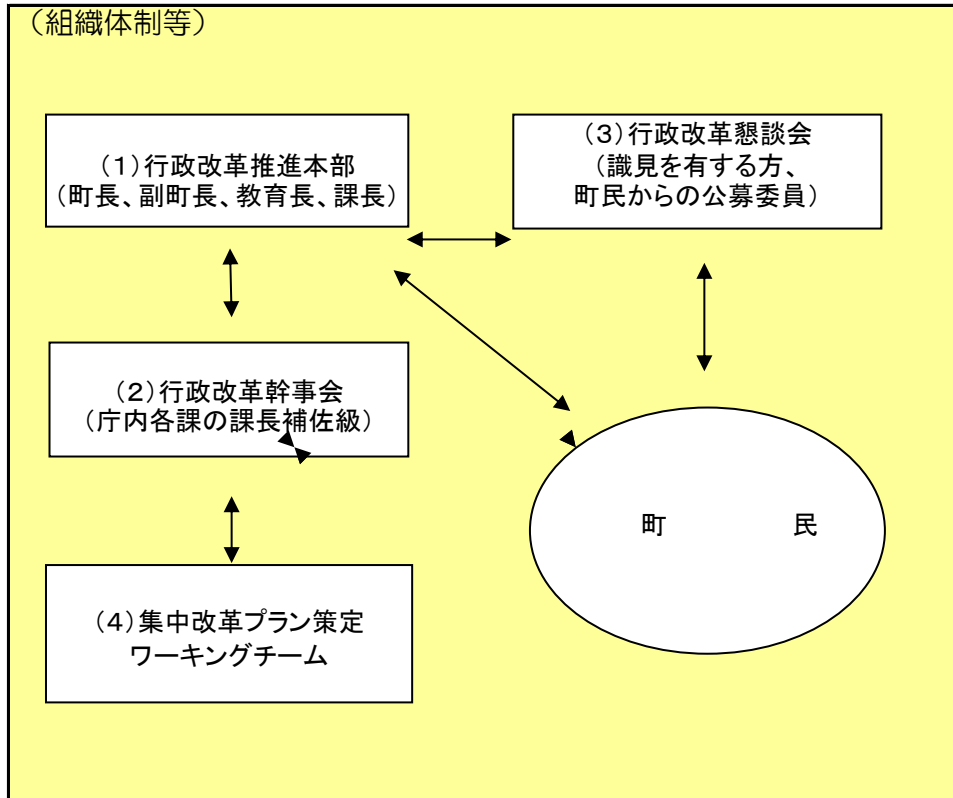 （組織体制等）
（１）行政改革推進本部
（町長、副町長、教育長、課長）
（３）行政改革懇談会
（識見を有する方、
町民からの公募委員）
（２）行政改革幹事会
（庁内各課の課長補佐級）
町　民
（４）集中改革プラン策定
ワーキングチーム